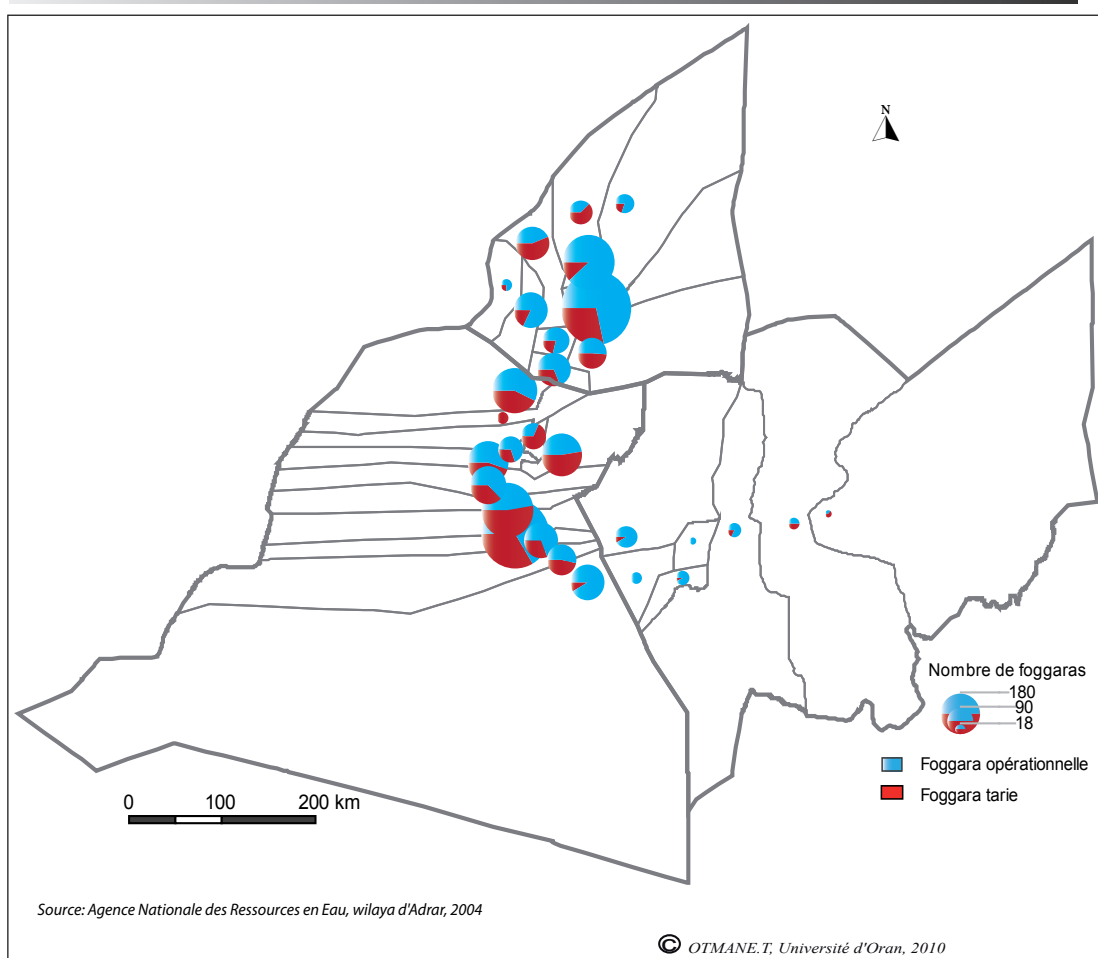 N
Nombre de foggaras
180
90
18
Foggara opérationnelle
Foggara tarie
0 100 200 km
Source: Agence Nationale des Ressources en Eau, wilaya d'Adrar, 2004
© OTMANE.T, Université d'Oran, 2010